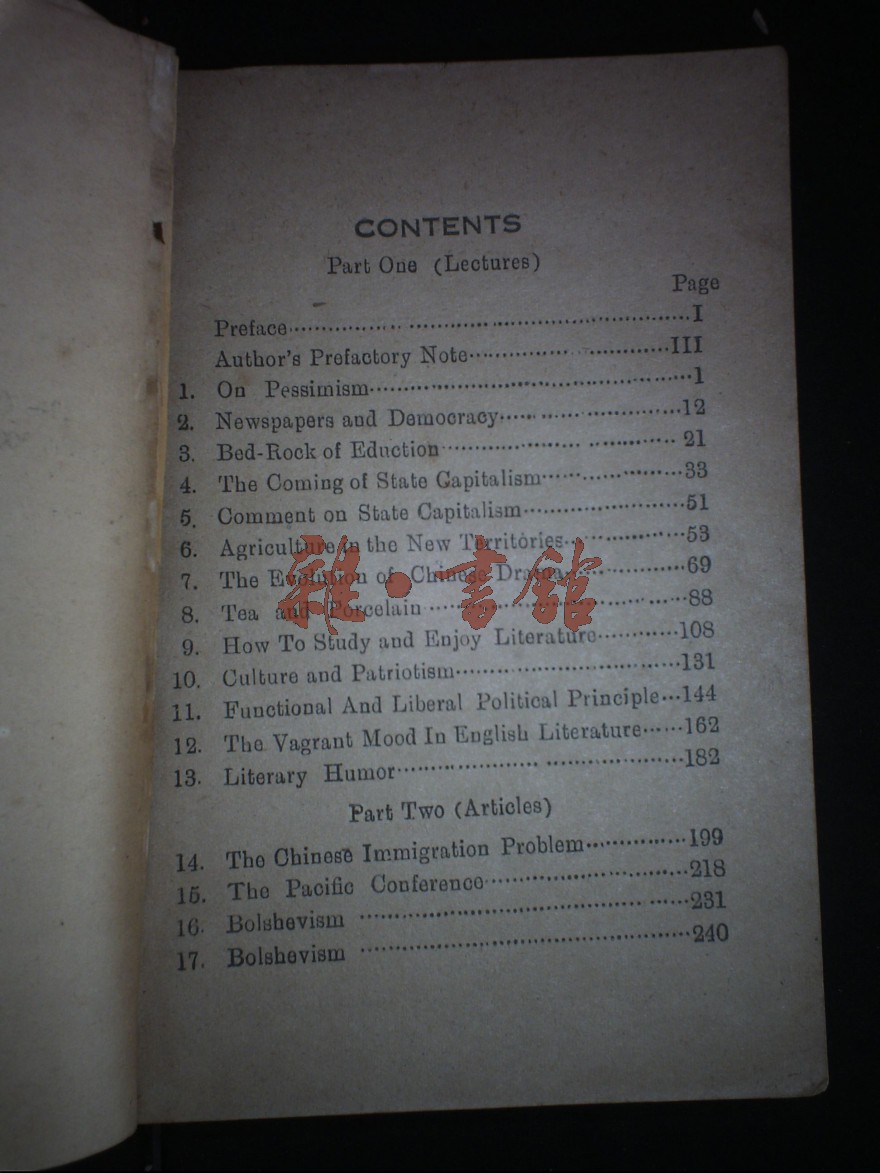 CONTENTS
Part One (Lectures)
Page
Preface I
Author's Prefactory Note III
1. On Pessimism 1
2. Newspapers and Democracy 12
3. Bed-Rock of Eduction 21
4. The Coming of State Gapitalism 33
5. Comment on State Capitalism 51
6. Agriculture in the New Territories 53
7. The Evolution of Chinese Drama 69
8. Tea and Porcelain 88
9. How To Study and Enjoy Literature 108
10. Culture and Patriotism 131
11. Functional And Liberal Political Principle 144
12. The Vagrant Mood In English Literature 162
13. Literary Humor 182
Part Two (Articles)
14. The Chinese Immigration Problem 199
15. The Pacific Conference 218
16. Bolshevism 231
17. Bolshevism 240
雜·書館